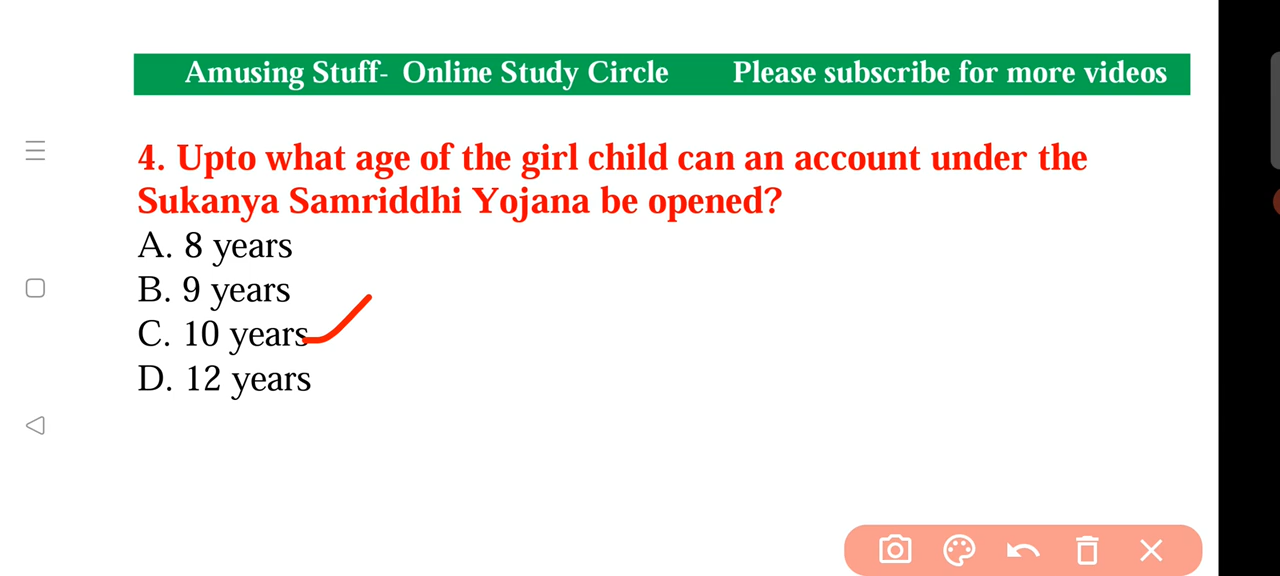 Amusing Stuff- Online Study Circle Please subscribe for more videos
4. Upto what age of the girl child can an account under the
Sukanya Samriddhi Yojana be opened?
A. 8 years
B. 9 years
C. 10 years
D. 12 years